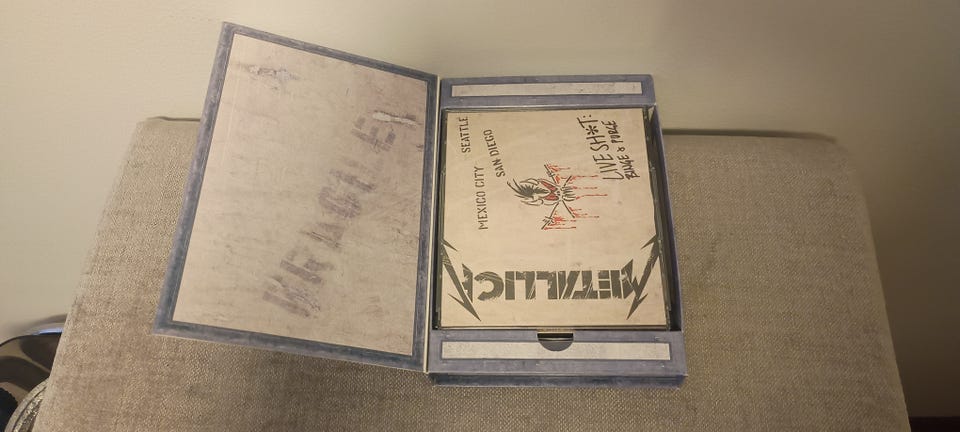 FRAGILE
METALLICA
LIVE SH*T:
BINGE & PURGE
MEXICO CITY
SAN DIEGO
SEATTLE